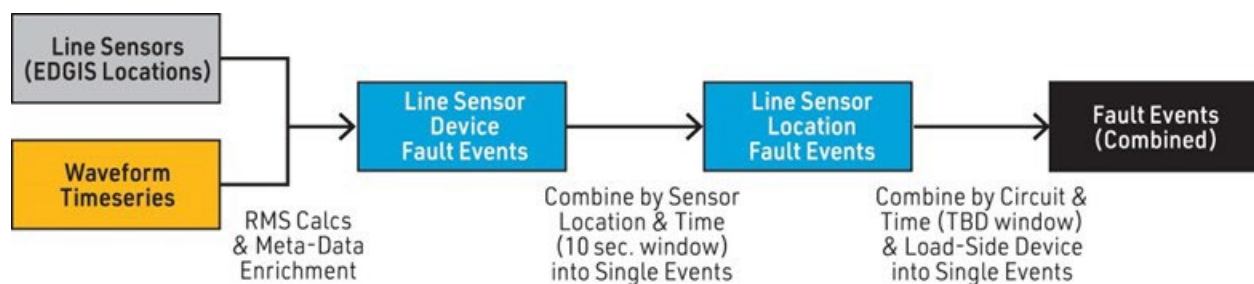 Line Sensors
(EDGIS Locations)
Waveform
Timeseries
RMS Calcs
& Meta-Data
Enrichment
Line Sensor
Device
Fault Events
Combine by Sensor
Location & Time
(10 sec. window)
into Single Events
Line Sensor
Location
Fault Events
Combine by Circuit &
Time (TBD window)
& Load-Side Device
into Single Events
Fault Events
(Combined)